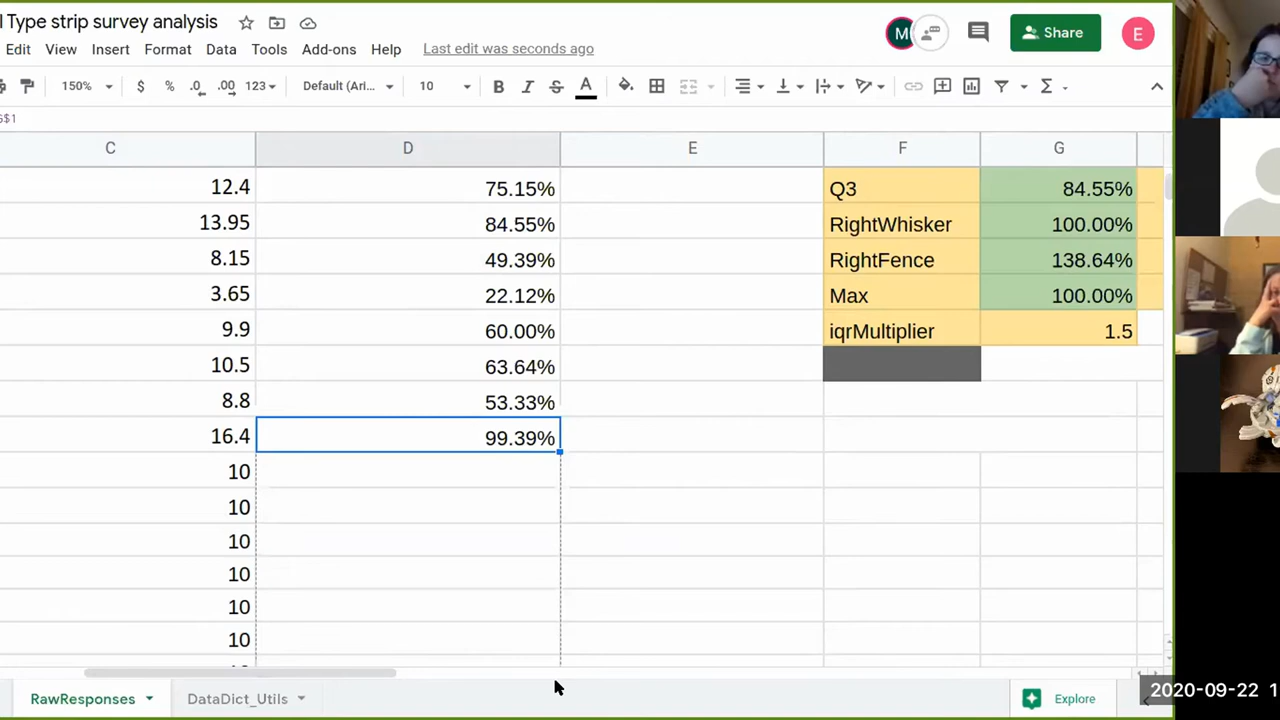 l Type strip survey analysis
Edit View Insert Format Data Tools Add-ons Help Last edit was seconds ago
M Share E
150% $ % .0 .00 123 Default (Ari... 10 B I S A Σ
G$1
C D E F G
12.4 75.15% Q3 84.55%
13.95 84.55% RightWhisker 100.00%
8.15 49.39% RightFence 138.64%
3.65 22.12% Max 100.00%
9.9 60.00% iqrMultiplier 1.5
10.5 63.64%
8.8 53.33%
16.4 99.39%
10
10
10
10
10
10
RawResponses DataDict_Utils Explore
2020-09-22 1